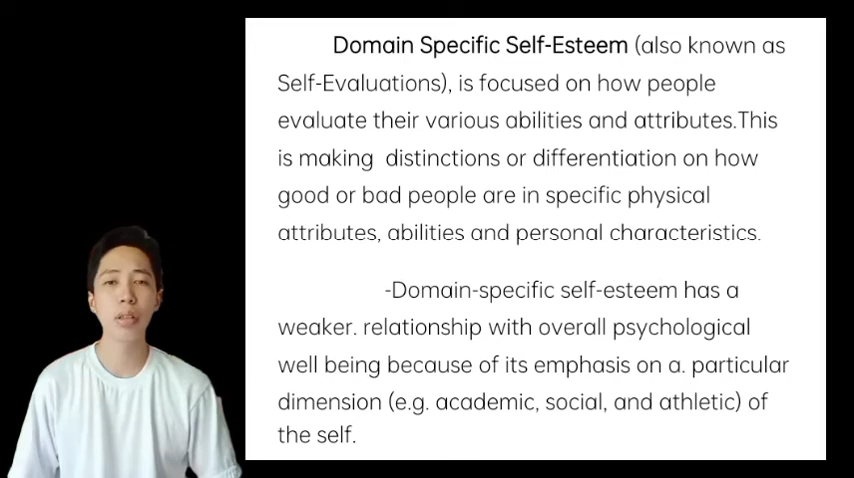 Domain Specific Self-Esteem (also known as
Self-Evaluations), is focused on how people
evaluate their various abilities and attributes.This
is making  distinctions or differentiation on how
good or bad people are in specific physical
attributes, abilities and personal characteristics.
-Domain-specific self-esteem has a
weaker. relationship with overall psychological
well being because of its emphasis on a. particular
dimension (e.g. academic, social, and athletic) of
the self.